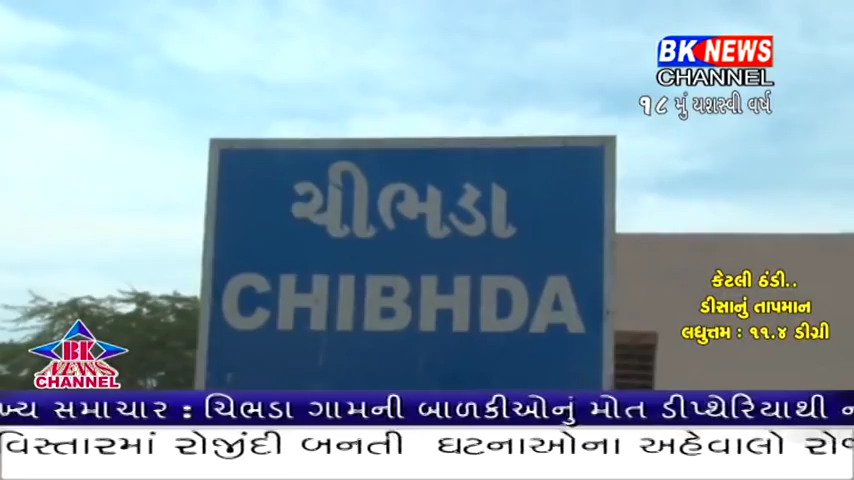 BK NEWS
CHANNEL
૧૮ મું યશસ્વી વર્ષ
ચીભડા
CHIBHDA
કેટલી ઠંડી..
ડીસાનું તાપમાન
લઘુત્તમ : ૧૧.૪ ડીગ્રી
BK
NEWS
CHANNEL
ખ્ય સમાચાર : ચિભડા ગામની બાળકીઓનું મોત ડીપ્થેરિયાથી
વિસ્તારમાં રોજીંદી બનતી ઘટનાઓના અહેવાલો